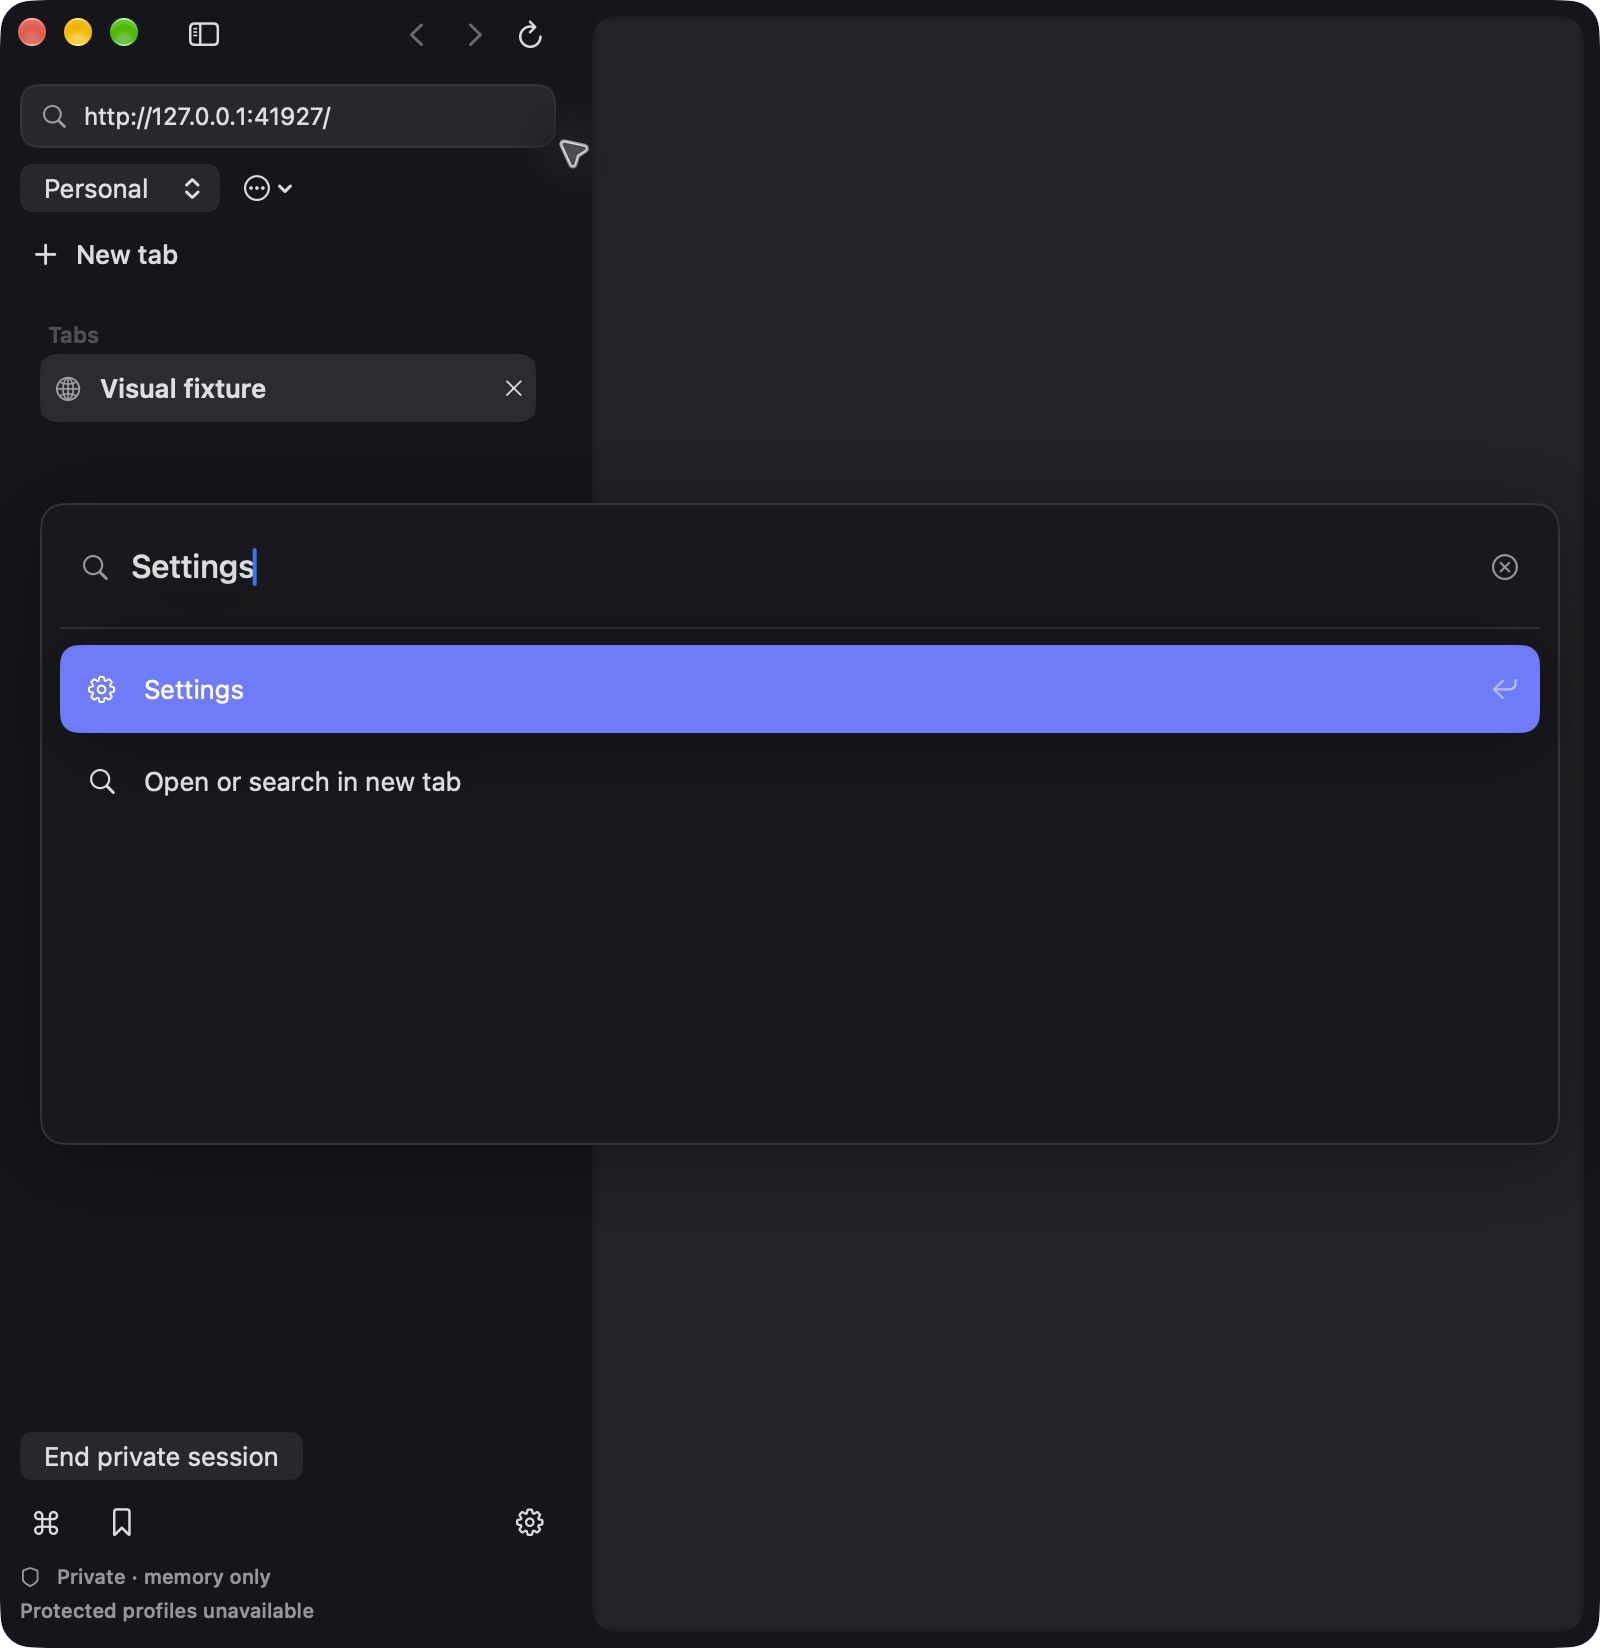 http://127.0.0.1:41927/
Personal
New tab
Tabs
Visual fixture
Settings
Settings
Open or search in new tab
End private session
Private · memory only
Protected profiles unavailable